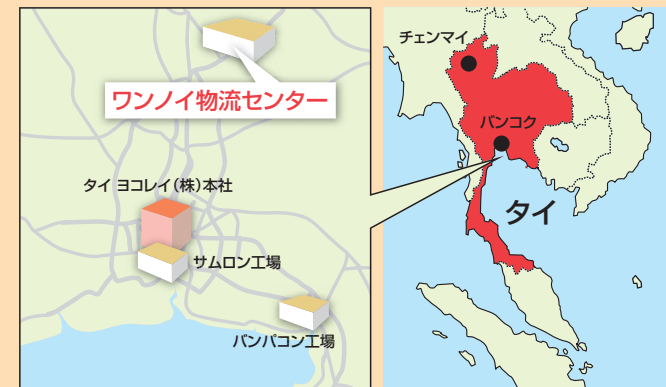 ワンノイ物流センター
タイ ヨコレイ(株)本社
サムロン工場
バンパコン工場
チェンマイ
バンコク
タイ